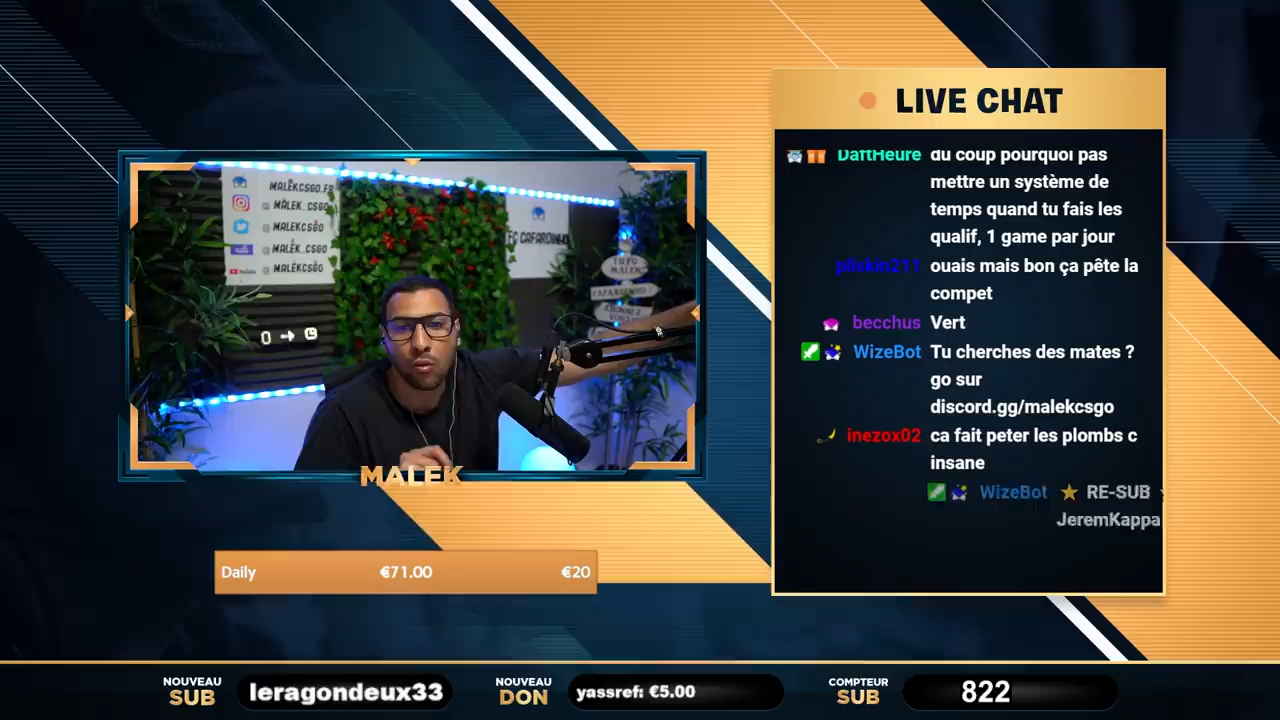 LIVE CHAT
DaftHeure du coup pourquoi pas
mettre un système de
temps quand tu fais les
qualif, 1 game par jour
pliskin211 ouais mais bon ça pête la
compet
becchus Vert
WizeBot Tu cherches des mates ?
go sur
discord.gg/malekcsgo
inezox02 ca fait peter les plombs c
insane
WizeBot RE-SUB
JeremKappa
MALEKCSGO.FR
@MALEK_CSGO
@MALEKCSGO
@MALEK_CSGO
@MALEKCSGO
MALEK
0 →
MALEK
Daily €71.00 €20
NOUVEAU
SUB leragondeux33
NOUVEAU
DON yassref: €5.00
COMPTEUR
SUB 822